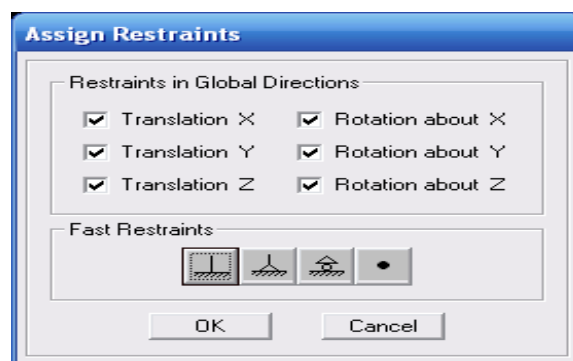 Assign Restraints
Restraints in Global Directions
Translation X Rotation about X
Translation Y Rotation about Y
Translation Z Rotation about Z
Fast Restraints
OK Cancel